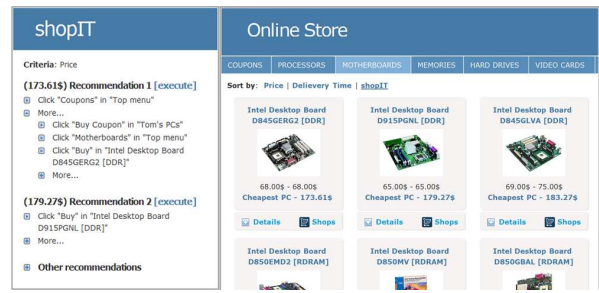 shopIT
Criteria: Price
(173.61$) Recommendation 1 [execute]
Click "Coupons" in "Top menu"
More...
Click "Buy Coupon" in "Tom's PCs"
Click "Motherboards" in "Top menu"
Click "Buy" in "Intel Desktop Board
D845GERG2 [DDR]"
More...
(179.27$) Recommendation 2 [execute]
Click "Buy" in "Intel Desktop Board
D915PGNL [DDR]"
More...
Other recommendations
Online Store
COUPONS PROCESSORS MOTHERBOARDS MEMORIES HARD DRIVES VIDEO CARDS
Sort by: Price | Delievery Time | shopIT
Intel Desktop Board Intel Desktop Board Intel Desktop Board
D845GERG2 [DDR] D915PGNL [DDR] D845GLVA [DDR]
68.00$ - 68.00$ 65.00$ - 65.00$ 69.00$ - 75.00$
Cheapest PC - 173.61$ Cheapest PC - 179.27$ Cheapest PC - 183.27$
Details Shops Details Shops Details Shops
Intel Desktop Board Intel Desktop Board Intel Desktop Board
D850EMD2 [RDRAM] D850MV [RDRAM] D850GBAL [RDRAM]